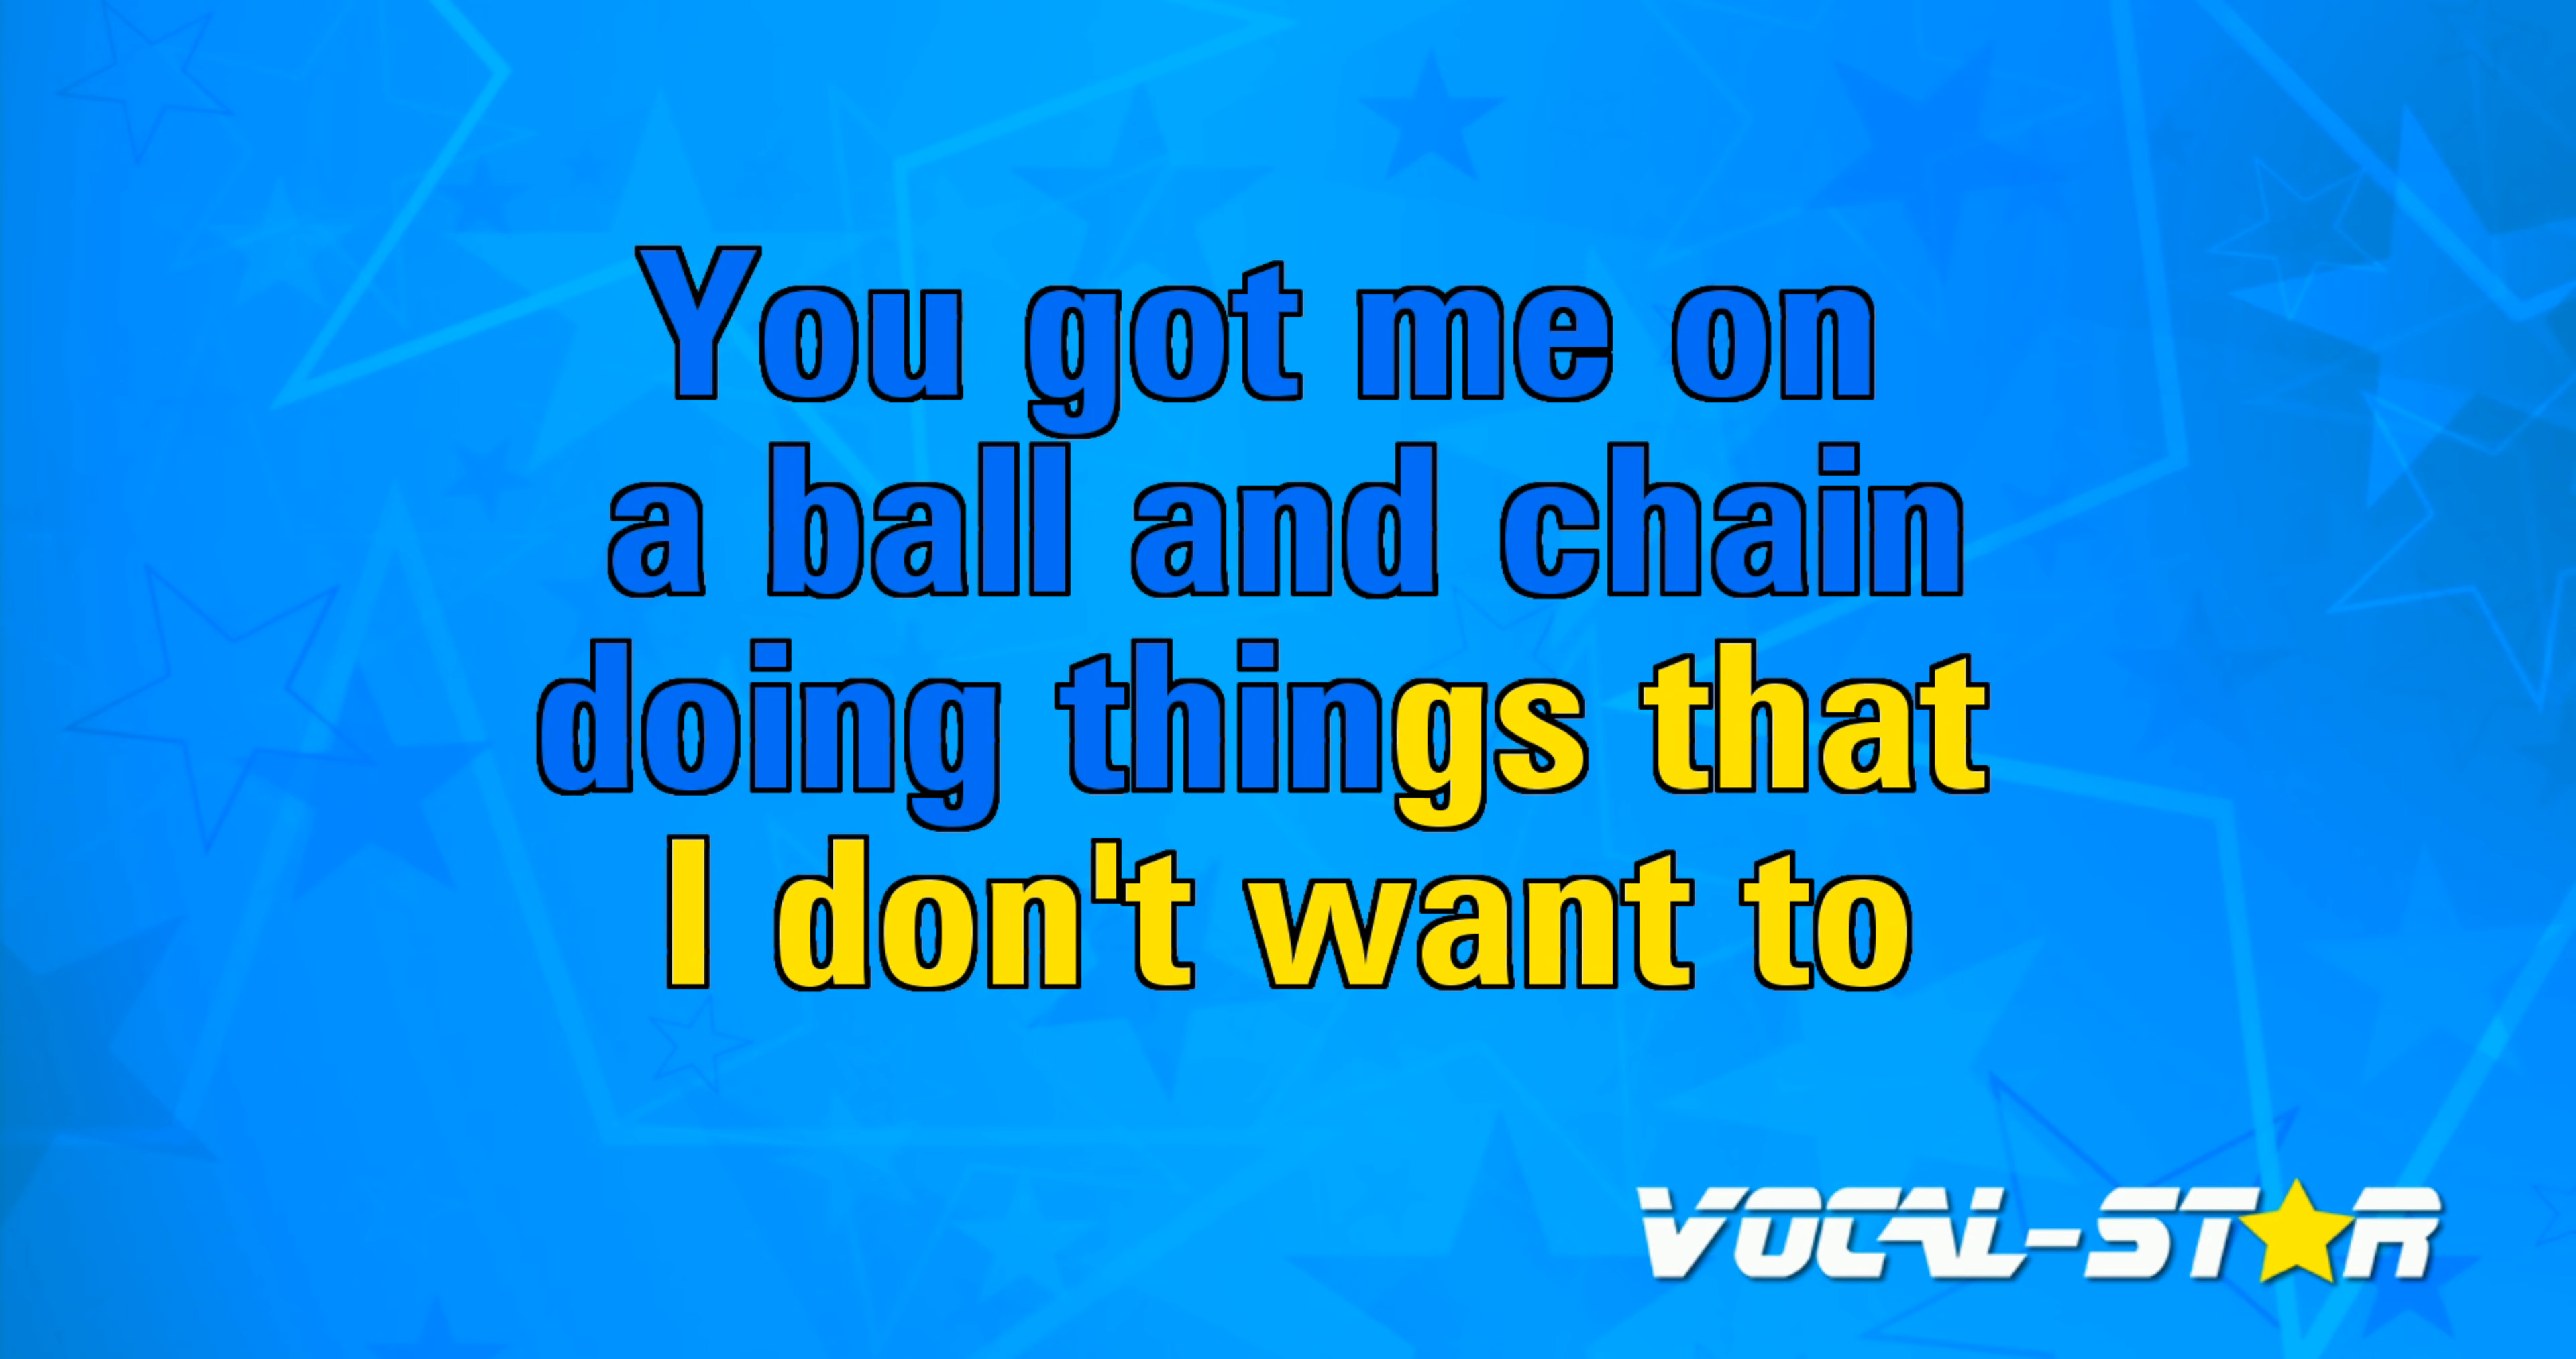 You got me on
a ball and chain
doing things that
I don't want to
VOCAL-STAR